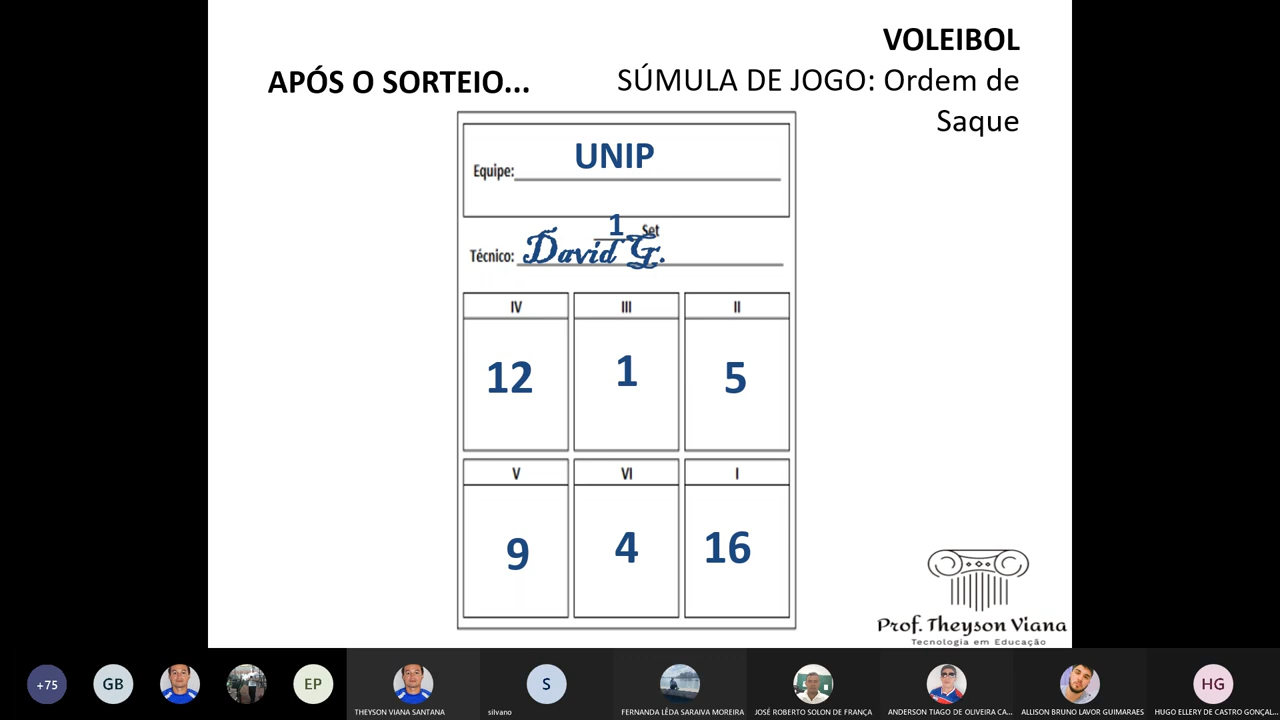 VOLEIBOL
APÓS O SORTEIO...
SÚMULA DE JOGO: Ordem de
Saque
UNIP
Equipe:
1 Set
Técnico: David G.
IV III II
12 1 5
V VI I
9 4 16
Prof. Theyson Viana
Tecnologia em Educação
+75 GB EP S HG
THEYSON VIANA SANTANA silvano FERNANDA LÊDA SARAIVA MOREIRA JOSÉ ROBERTO SOLON DE FRANÇA ANDERSON TIAGO DE OLIVEIRA CA... ALLISON BRUNO LAVOR GUIMARAES HUGO ELLERY DE CASTRO GONÇAL...